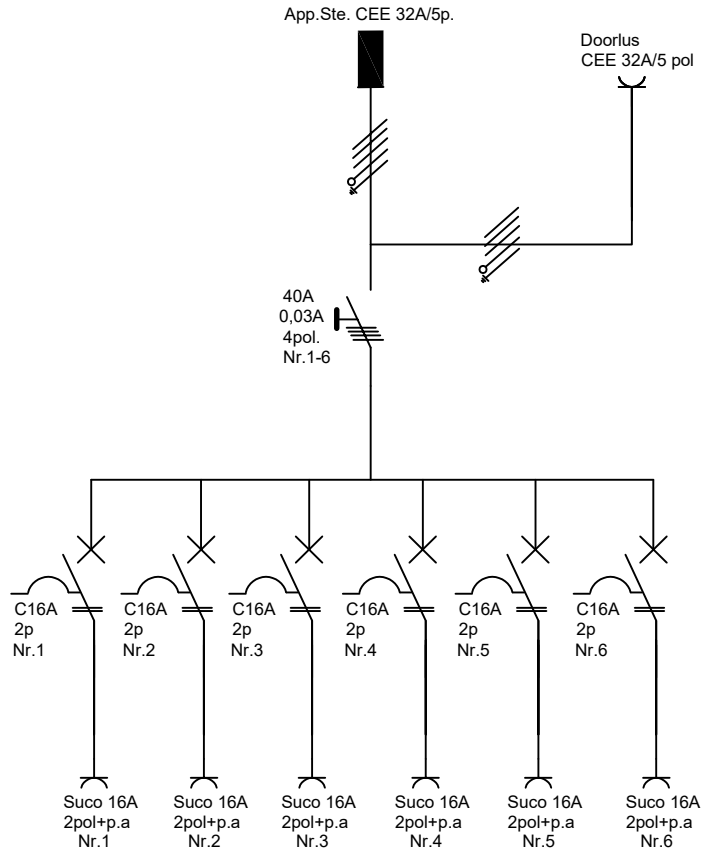 App.Ste. CEE 32A/5p.
Doorlus
CEE 32A/5 pol
40A
0,03A
4pol.
Nr.1-6
C16A
2p
Nr.1
C16A
2p
Nr.2
C16A
2p
Nr.3
C16A
2p
Nr.4
C16A
2p
Nr.5
C16A
2p
Nr.6
Suco 16A
2pol+p.a
Nr.1
Suco 16A
2pol+p.a
Nr.2
Suco 16A
2pol+p.a
Nr.3
Suco 16A
2pol+p.a
Nr.4
Suco 16A
2pol+p.a
Nr.5
Suco 16A
2pol+p.a
Nr.6